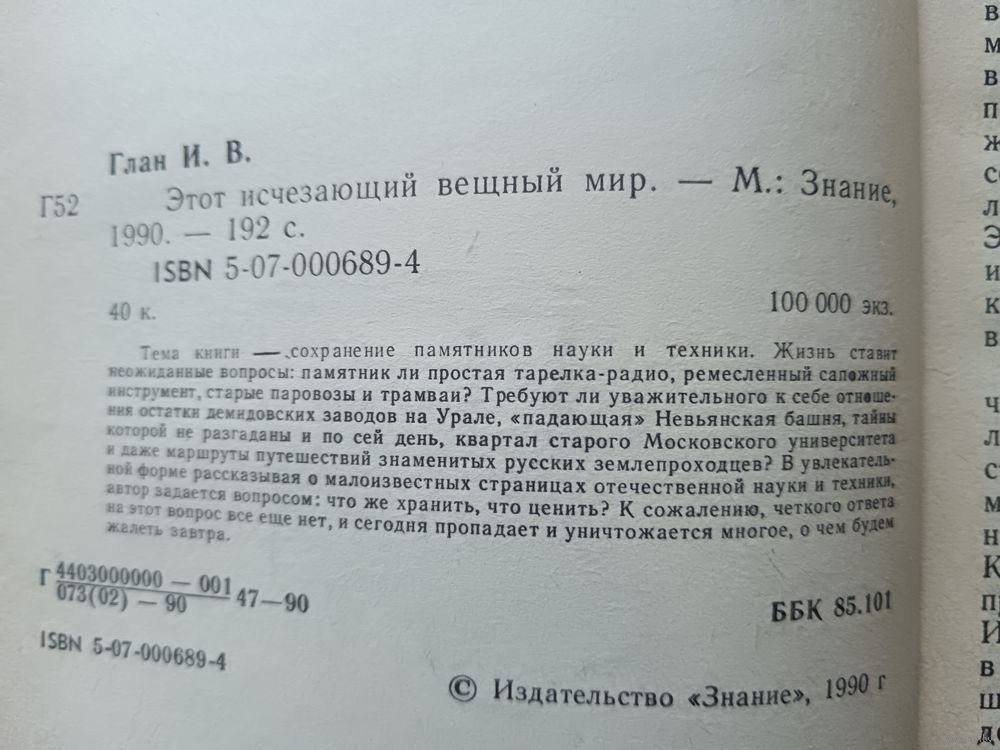 Глан И. В.
Г52 Этот исчезающий вещный мир. — М.: Знание,
1990. — 192 с.
ISBN 5-07-000689-4
40 к. 100 000 экз.
Тема книги — сохранение памятников науки и техники. Жизнь ставит
неожиданные вопросы: памятник ли простая тарелка-радио, ремесленный сапожный
инструмент, старые паровозы и трамваи? Требуют ли уважительного к себе отноше-
ния остатки демидовских заводов на Урале, «падающая» Невьянская башня, тайны
которой не разгаданы и по сей день, квартал старого Московского университета
и даже маршруты путешествий знаменитых русских землепроходцев? В увлекатель-
ной форме рассказывая о малоизвестных страницах отечественной науки и техники,
автор задается вопросом: что же хранить, что ценить? К сожалению, четкого ответа
на этот вопрос все еще нет, и сегодня пропадает и уничтожается многое, о чем будем
жалеть завтра.
Г 4403000000 — 001
073(02) — 90 47—90
ББК 85.101
ISBN 5-07-000689-4
© Издательство «Знание», 1990 г